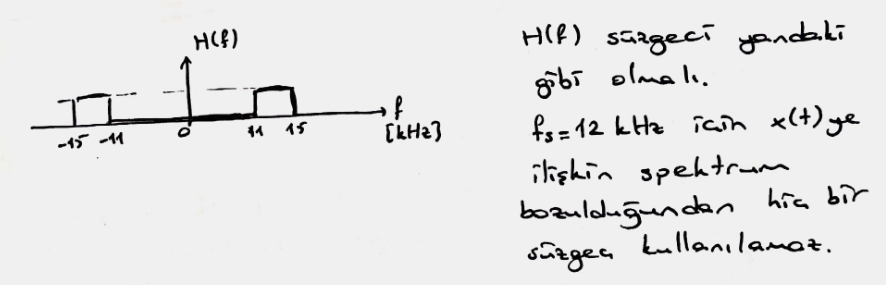 H(f)
-15 -11 0 11 15
f
[kHz]
H(f) süzgeci yandaki
gibi olmalı.
fs=12 kHz için x(t) ye
ilişkin spektrum
bozulduğundan hiç bir
süzgeç kullanılamaz.